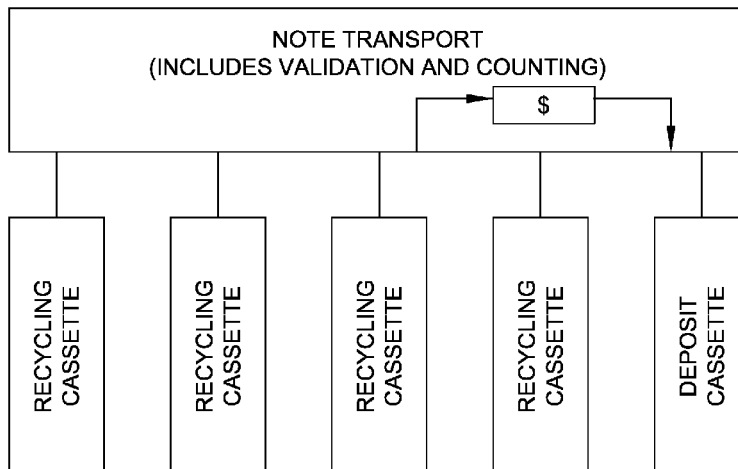 NOTE TRANSPORT
(INCLUDES VALIDATION AND COUNTING)
$
RECYCLING
CASSETTE
RECYCLING
CASSETTE
RECYCLING
CASSETTE
RECYCLING
CASSETTE
DEPOSIT
CASSETTE